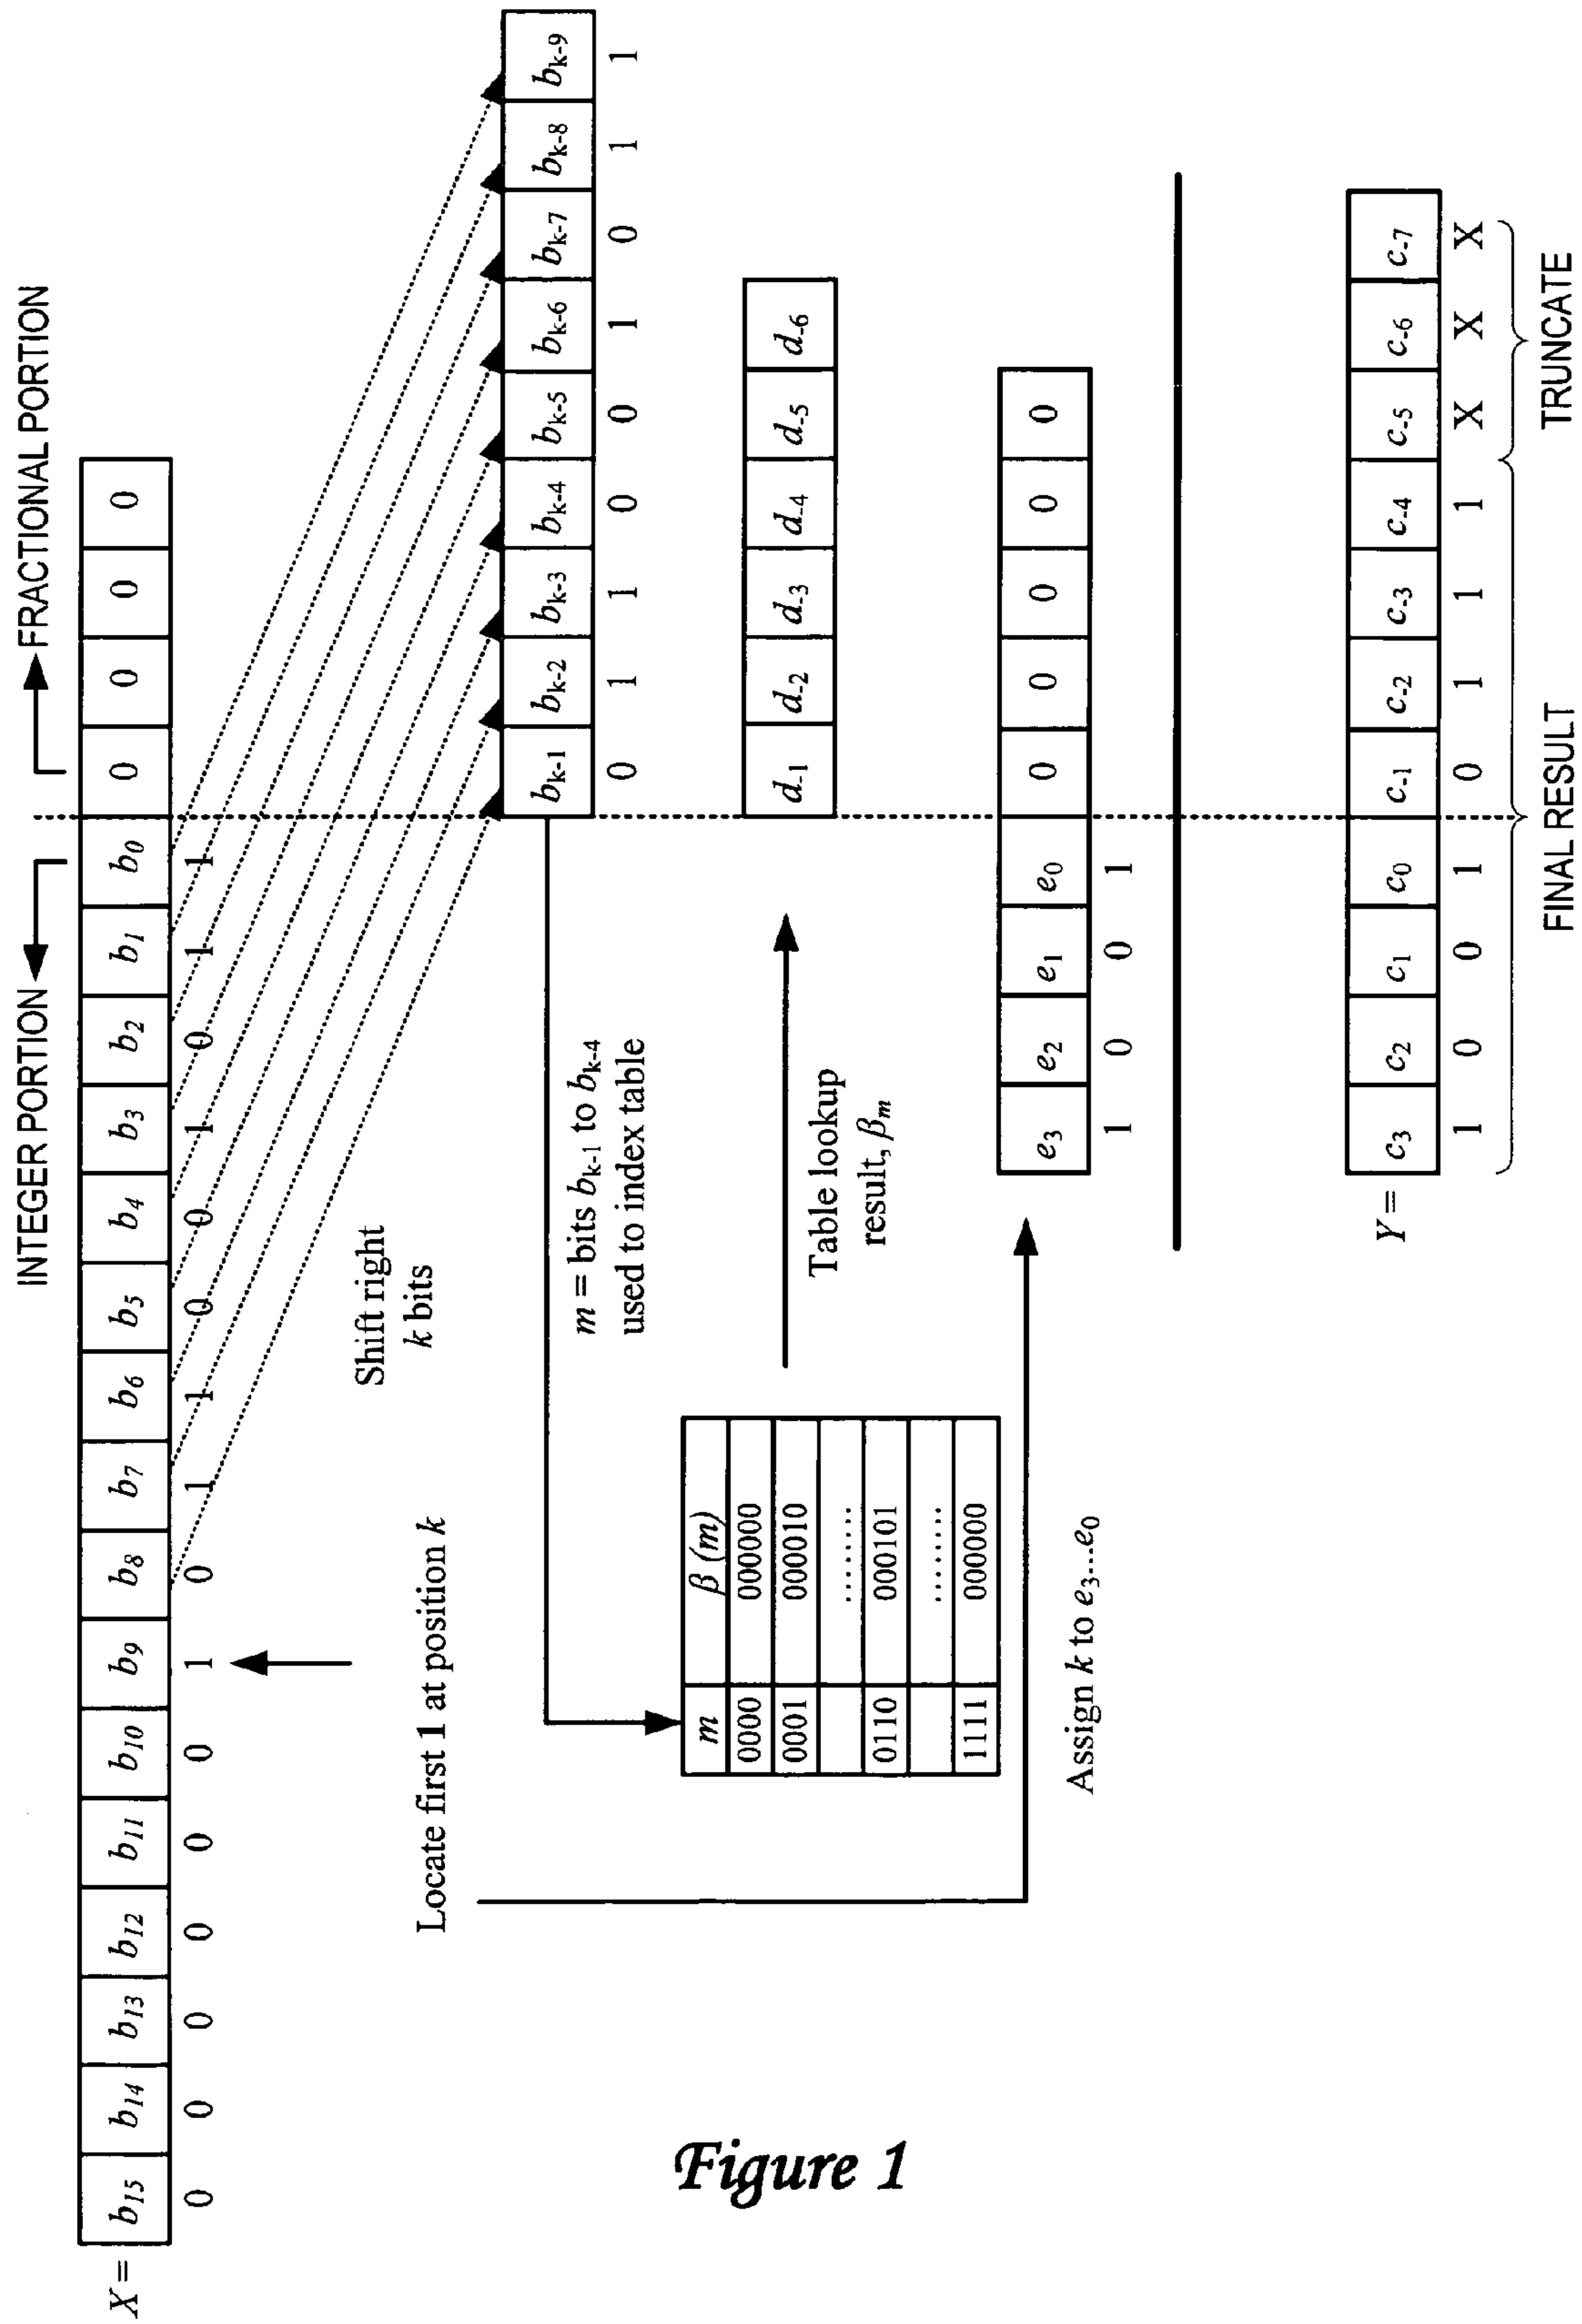 INTEGER PORTION FRACTIONAL PORTION
X = b15 b14 b13 b12 b11 b10 b9 b8 b7 b6 b5 b4 b3 b2 b1 b0 0 0 0 0
0 0 0 0 0 0 1 0 1 1 0 0 1 0 1 1
Locate first 1 at position k
Shift right
k bits
bk-1 bk-2 bk-3 bk-4 bk-5 bk-6 bk-7 bk-8 bk-9
0 1 1 0 0 1 0 1 1
m = bits bk-1 to bk-4
used to index table
m β (m)
0000 000000
0001 000010
........
0110 000101
........
1111 000000
Table lookup
result, βm
d-1 d-2 d-3 d-4 d-5 d-6
Assign k to e3...e0
e3 e2 e1 e0 0 0 0 0 0
1 0 0 1
Y = c3 c2 c1 c0 c-1 c-2 c-3 c-4 c-5 c-6 c-7
1 0 0 1 0 1 1 1 X X X
FINAL RESULT TRUNCATE
Figure 1